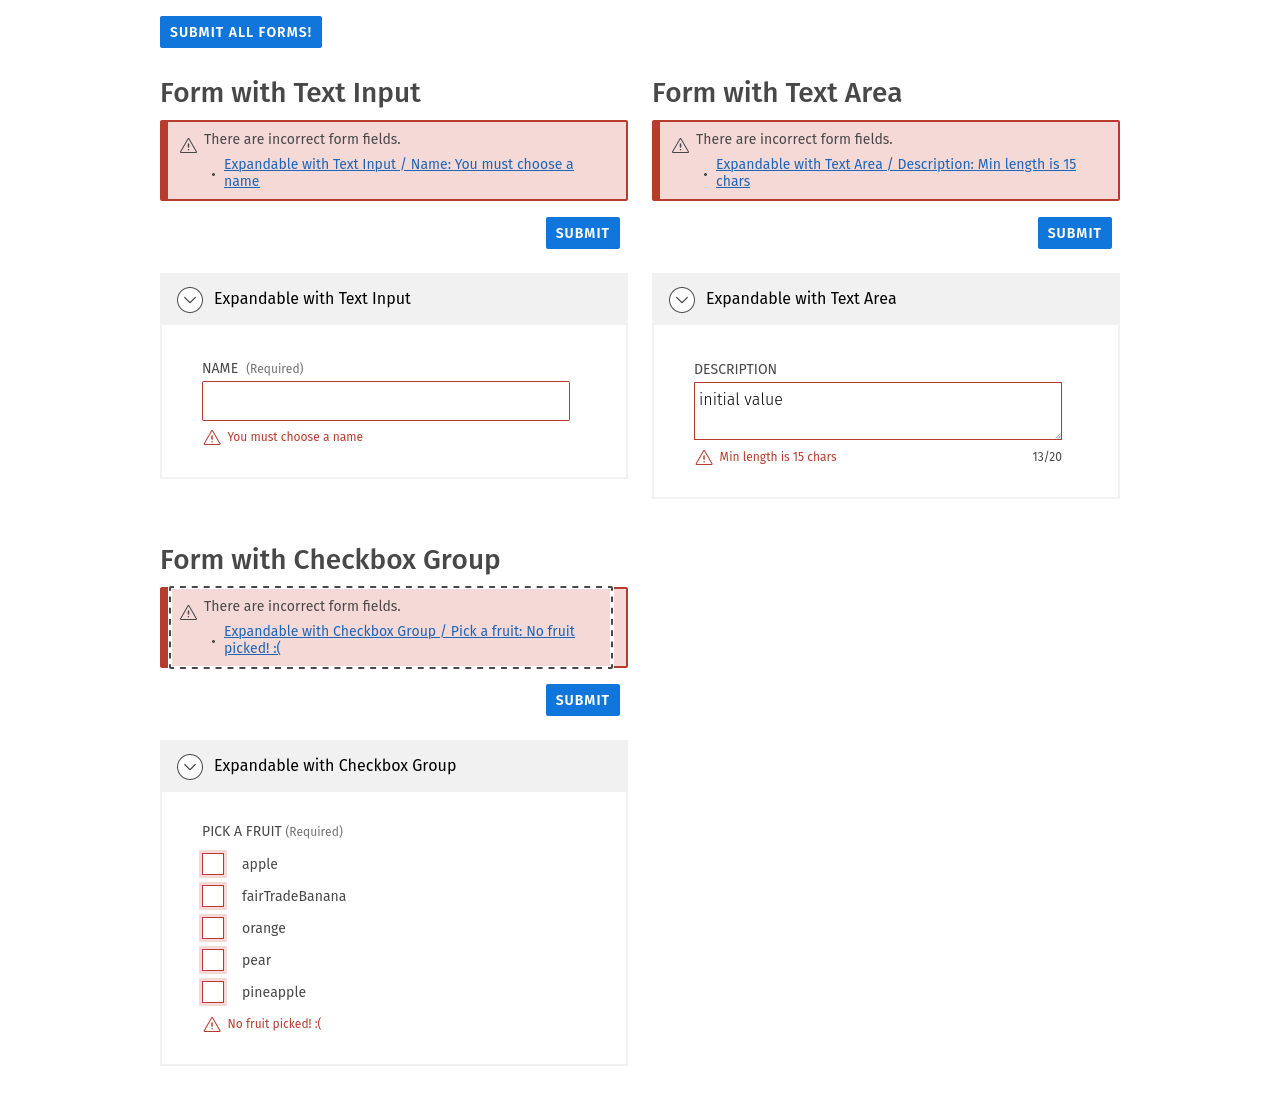 SUBMIT ALL FORMS!
Form with Text Input
There are incorrect form fields.
• Expandable with Text Input / Name: You must choose a
name
SUBMIT
Expandable with Text Input
NAME (Required)
You must choose a name
Form with Text Area
There are incorrect form fields.
• Expandable with Text Area / Description: Min length is 15
chars
SUBMIT
Expandable with Text Area
DESCRIPTION
initial value
Min length is 15 chars 13/20
Form with Checkbox Group
There are incorrect form fields.
• Expandable with Checkbox Group / Pick a fruit: No fruit
picked! :(
SUBMIT
Expandable with Checkbox Group
PICK A FRUIT (Required)
apple
fairTradeBanana
orange
pear
pineapple
No fruit picked! :(